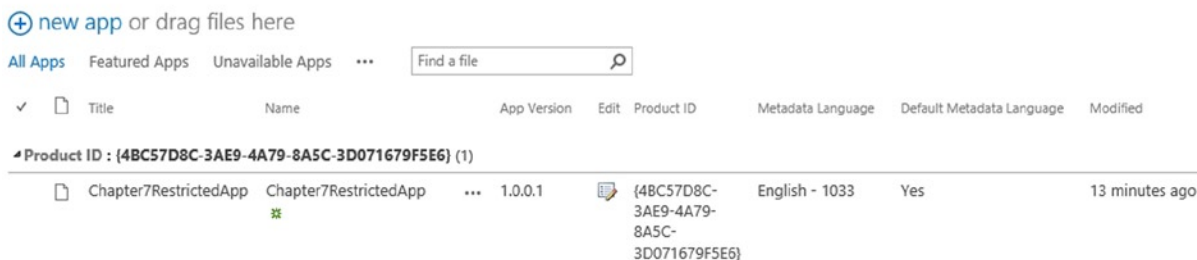 new app or drag files here
All Apps Featured Apps Unavailable Apps ••• Find a file
Title Name App Version Edit Product ID Metadata Language Default Metadata Language Modified
Product ID : {4BC57D8C-3AE9-4A79-8A5C-3D071679F5E6} (1)
Chapter7RestrictedApp Chapter7RestrictedApp ••• 1.0.0.1 {4BC57D8C- English - 1033 Yes 13 minutes ago
3AE9-4A79-
8A5C-
3D071679F5E6}